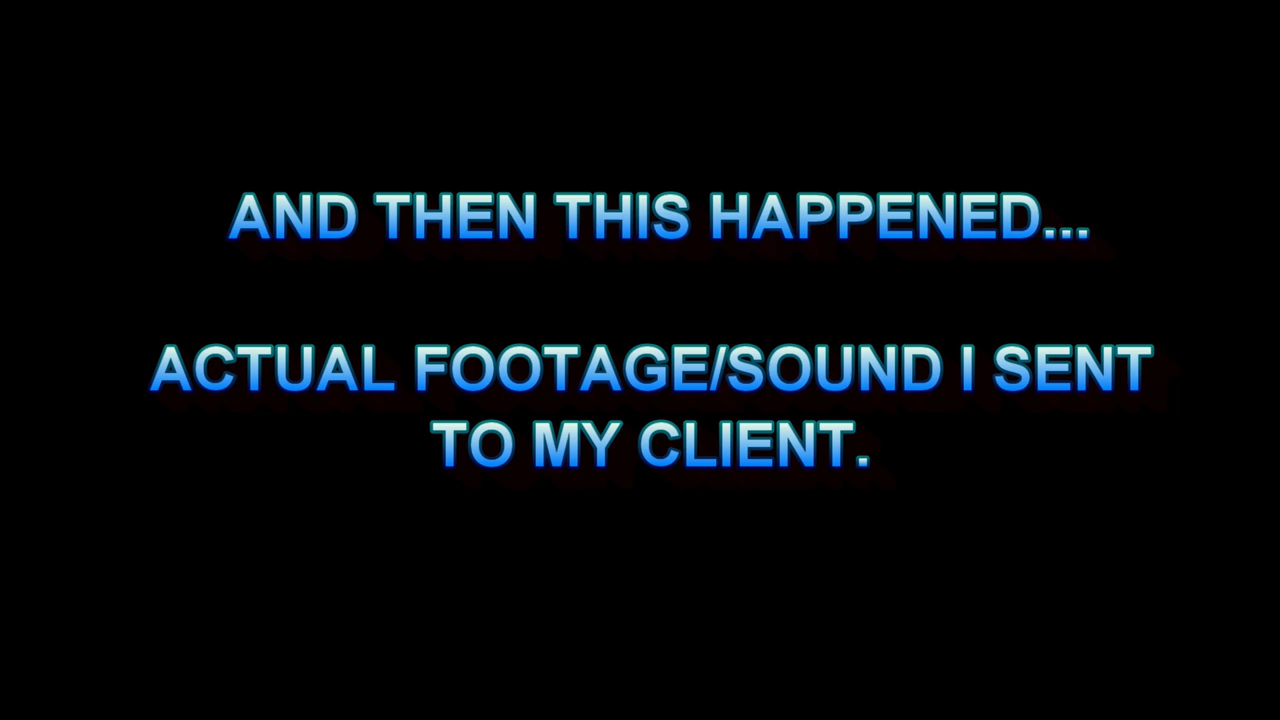 AND THEN THIS HAPPENED...
ACTUAL FOOTAGE/SOUND I SENT
TO MY CLIENT.